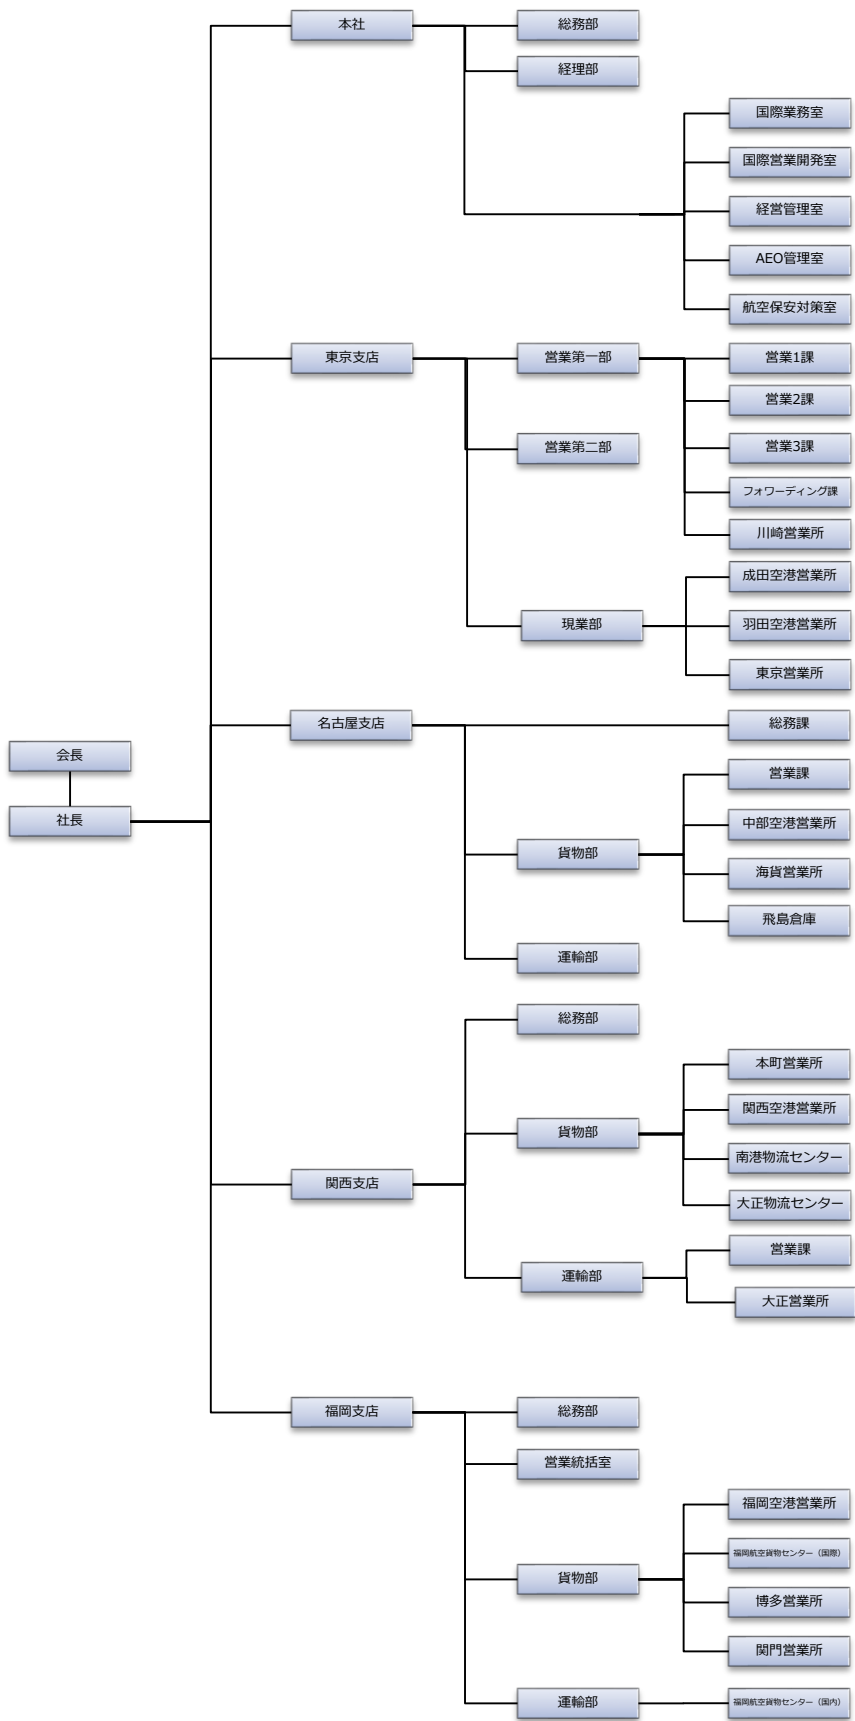 会長
社長
本社
総務部
経理部
国際業務室
国際営業開発室
経営管理室
AEO管理室
航空保安対策室
東京支店
営業第一部
営業1課
営業2課
営業3課
フォワーディング課
川崎営業所
営業第二部
現業部
成田空港営業所
羽田空港営業所
東京営業所
名古屋支店
総務課
貨物部
営業課
中部空港営業所
海貨営業所
飛島倉庫
運輸部
関西支店
総務部
貨物部
本町営業所
関西空港営業所
南港物流センター
大正物流センター
運輸部
営業課
大正営業所
福岡支店
総務部
営業統括室
貨物部
福岡空港営業所
福岡航空貨物センター（国際）
博多営業所
関門営業所
運輸部
福岡航空貨物センター（国内）